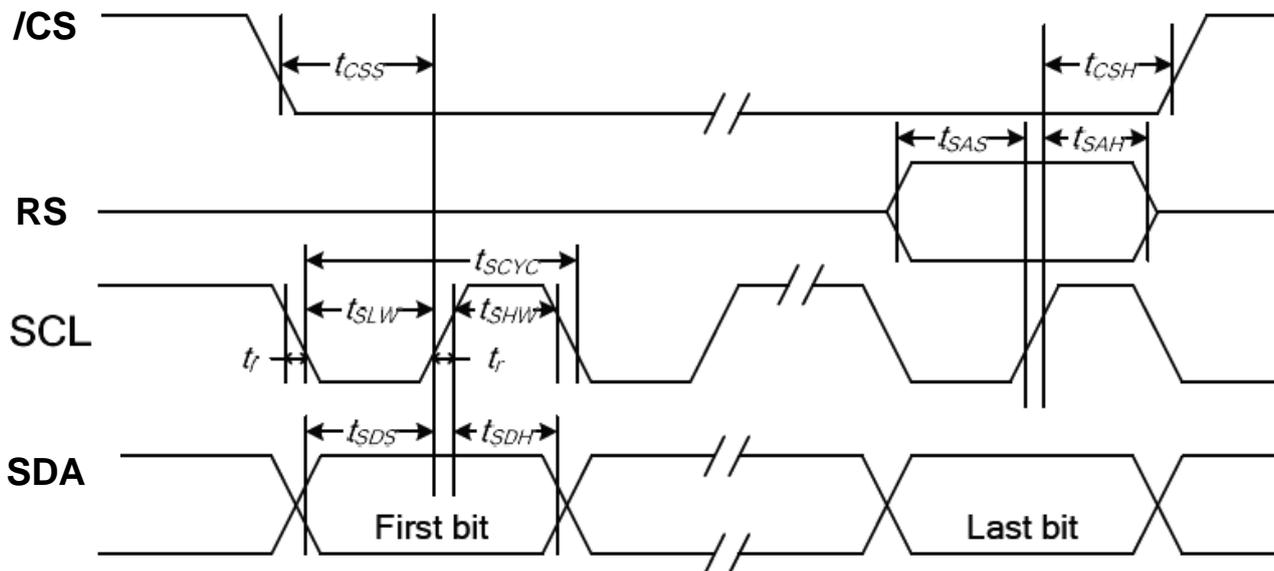 /CS
tCSS
tCSH
tSAS
tSAH
RS
tSCYC
tSLW
tSHW
SCL
tf
tr
tSDS
tSDH
SDA
First bit
Last bit